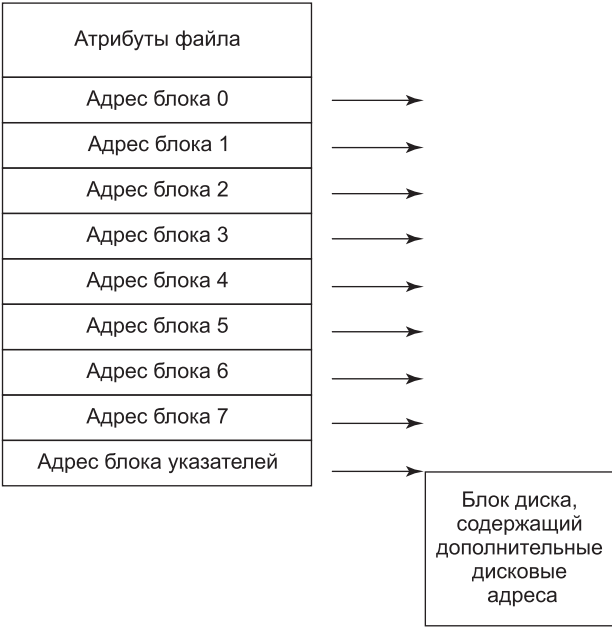 Атрибуты файла
Адрес блока 0
Адрес блока 1
Адрес блока 2
Адрес блока 3
Адрес блока 4
Адрес блока 5
Адрес блока 6
Адрес блока 7
Адрес блока указателей
Блок диска,
содержащий
дополнительные
дисковые
адреса